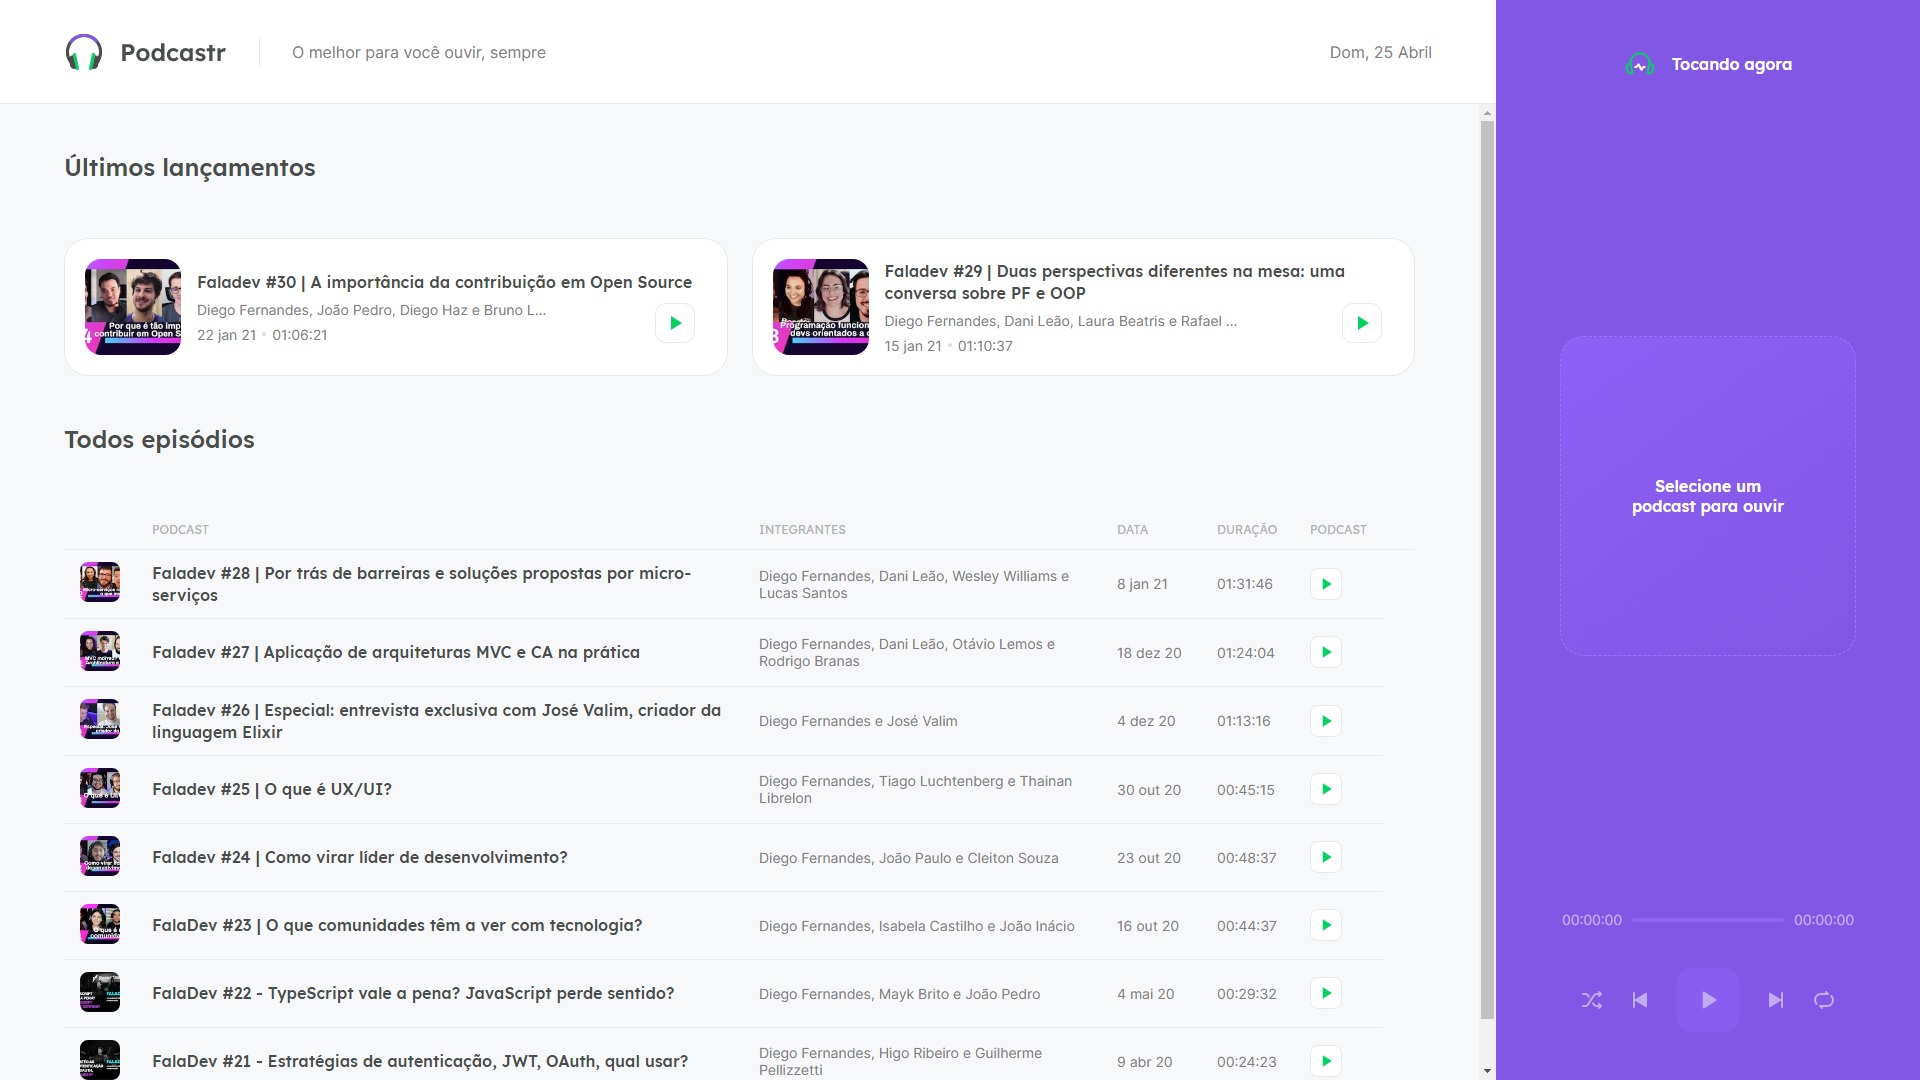 Podcastr
O melhor para você ouvir, sempre
Dom, 25 Abril
Tocando agora
Últimos lançamentos
Por que é tão imp
contribuir em Open S
Faladev #30 | A importância da contribuição em Open Source
Diego Fernandes, João Pedro, Diego Haz e Bruno L...
22 jan 21 • 01:06:21
Programação funcion
devs orientados a o
Faladev #29 | Duas perspectivas diferentes na mesa: uma
conversa sobre PF e OOP
Diego Fernandes, Dani Leão, Laura Beatris e Rafael ...
15 jan 21 • 01:10:37
Todos episódios
PODCAST INTEGRANTES DATA DURAÇÃO PODCAST
Faladev #28 | Por trás de barreiras e soluções propostas por micro-
serviços
Diego Fernandes, Dani Leão, Wesley Williams e
Lucas Santos
8 jan 21
01:31:46
Faladev #27 | Aplicação de arquiteturas MVC e CA na prática
Diego Fernandes, Dani Leão, Otávio Lemos e
Rodrigo Branas
18 dez 20
01:24:04
Faladev #26 | Especial: entrevista exclusiva com José Valim, criador da
linguagem Elixir
Diego Fernandes e José Valim
4 dez 20
01:13:16
Faladev #25 | O que é UX/UI?
Diego Fernandes, Tiago Luchtenberg e Thainan
Librelon
30 out 20
00:45:15
Faladev #24 | Como virar líder de desenvolvimento?
Diego Fernandes, João Paulo e Cleiton Souza
23 out 20
00:48:37
FalaDev #23 | O que comunidades têm a ver com tecnologia?
Diego Fernandes, Isabela Castilho e João Inácio
16 out 20
00:44:37
FalaDev #22 - TypeScript vale a pena? JavaScript perde sentido?
Diego Fernandes, Mayk Brito e João Pedro
4 mai 20
00:29:32
FalaDev #21 - Estratégias de autenticação, JWT, OAuth, qual usar?
Diego Fernandes, Higo Ribeiro e Guilherme
Pellizzetti
9 abr 20
00:24:23
Selecione um
podcast para ouvir
00:00:00
00:00:00